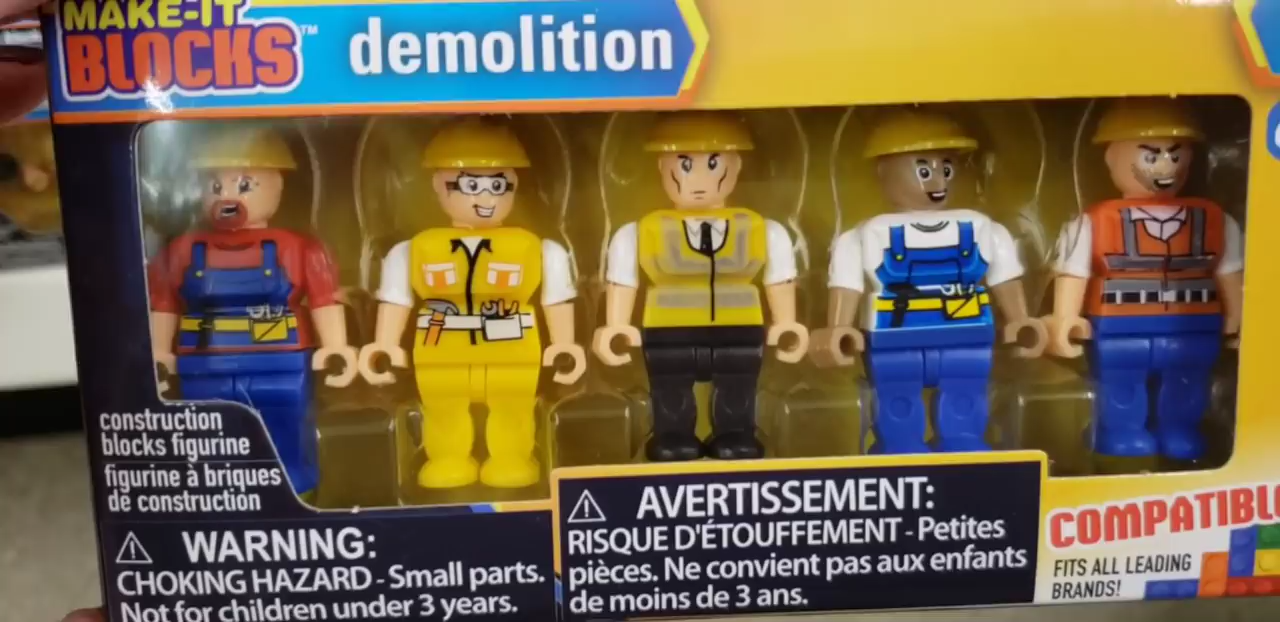 MAKE-IT
BLOCKS™
demolition
construction
blocks figurine
figurine à briques
de construction
WARNING:
CHOKING HAZARD - Small parts.
Not for children under 3 years.
AVERTISSEMENT:
RISQUE D'ÉTOUFFEMENT - Petites
pièces. Ne convient pas aux enfants
de moins de 3 ans.
COMPATIBLE
FITS ALL LEADING
BRANDS!